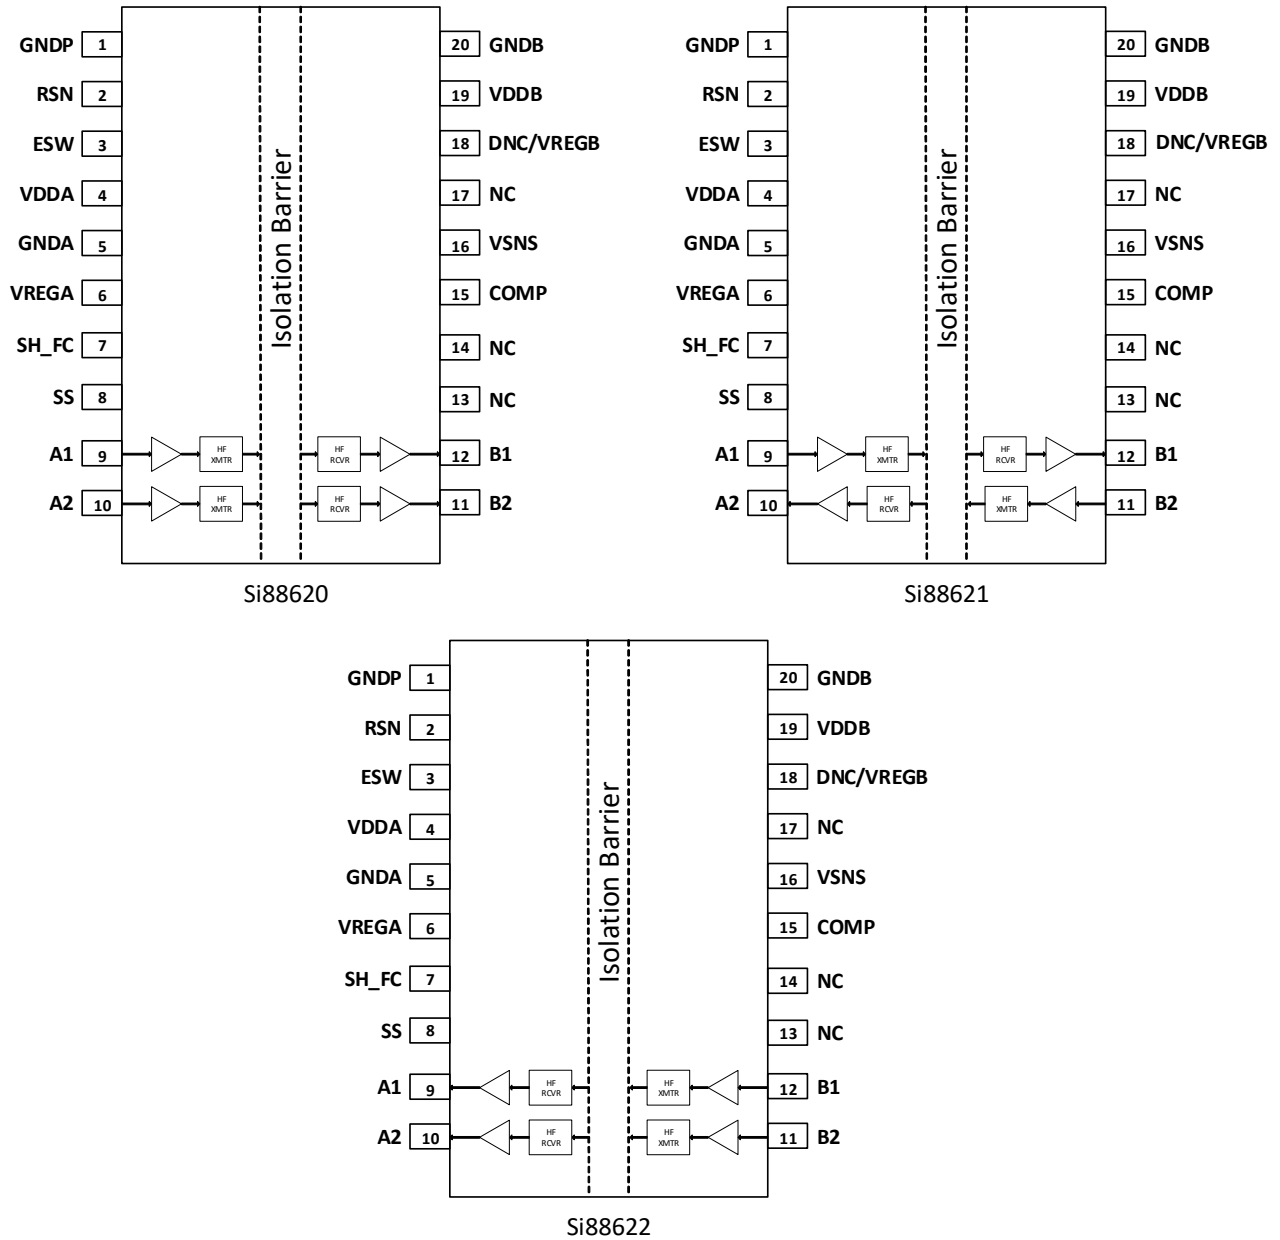 GNDP 1 20 GNDB
RSN 2 19 VDDB
ESW 3 18 DNC/VREGB
VDDA 4 17 NC
GNDA 5 16 VSNS
VREGA 6 15 COMP
SH_FC 7 14 NC
SS 8 13 NC
A1 9 HF XMTR HF RCVR 12 B1
A2 10 HF XMTR HF RCVR 11 B2
Isolation Barrier
Si88620
GNDP 1 20 GNDB
RSN 2 19 VDDB
ESW 3 18 DNC/VREGB
VDDA 4 17 NC
GNDA 5 16 VSNS
VREGA 6 15 COMP
SH_FC 7 14 NC
SS 8 13 NC
A1 9 HF XMTR HF RCVR 12 B1
A2 10 HF RCVR HF XMTR 11 B2
Isolation Barrier
Si88621
GNDP 1 20 GNDB
RSN 2 19 VDDB
ESW 3 18 DNC/VREGB
VDDA 4 17 NC
GNDA 5 16 VSNS
VREGA 6 15 COMP
SH_FC 7 14 NC
SS 8 13 NC
A1 9 HF RCVR HF XMTR 12 B1
A2 10 HF RCVR HF XMTR 11 B2
Isolation Barrier
Si88622